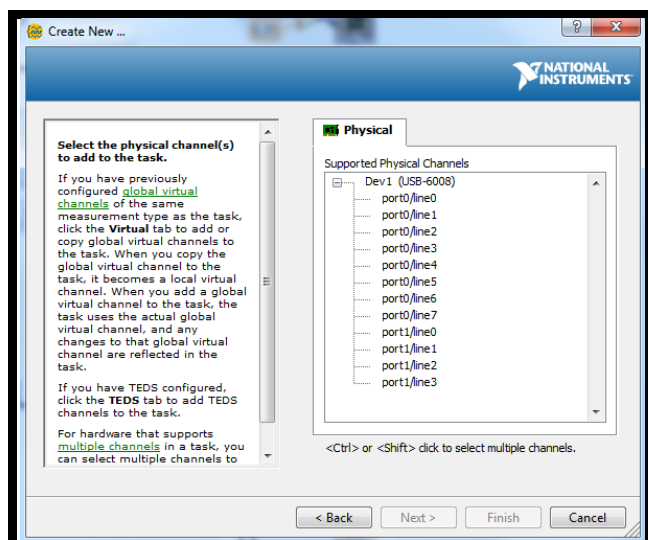 Create New ...
NATIONAL
INSTRUMENTS
Select the physical channel(s)
to add to the task.
If you have previously
configured global virtual
channels of the same
measurement type as the task,
click the Virtual tab to add or
copy global virtual channels to
the task. When you copy the
global virtual channel to the
task, it becomes a local virtual
channel. When you add a global
virtual channel to the task, the
task uses the actual global
virtual channel, and any
changes to that global virtual
channel are reflected in the
task.
If you have TEDS configured,
click the TEDS tab to add TEDS
channels to the task.
For hardware that supports
multiple channels in a task, you
can select multiple channels to
Physical
Supported Physical Channels
Dev1 (USB-6008)
port0/line0
port0/line1
port0/line2
port0/line3
port0/line4
port0/line5
port0/line6
port0/line7
port1/line0
port1/line1
port1/line2
port1/line3
<Ctrl> or <Shift> click to select multiple channels.
< Back
Next >
Finish
Cancel